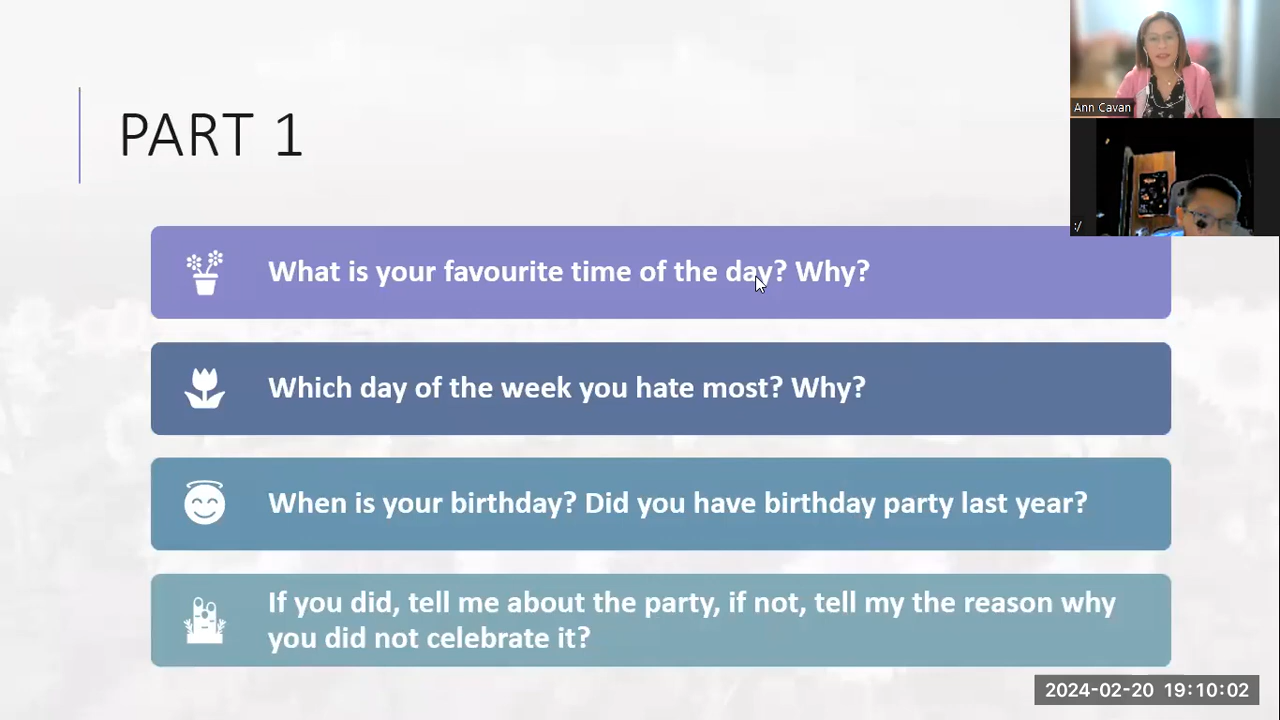 Ann Cavan
:/
PART 1
What is your favourite time of the day? Why?
Which day of the week you hate most? Why?
When is your birthday? Did you have birthday party last year?
If you did, tell me about the party, if not, tell my the reason why
you did not celebrate it?
2024-02-20 19:10:02